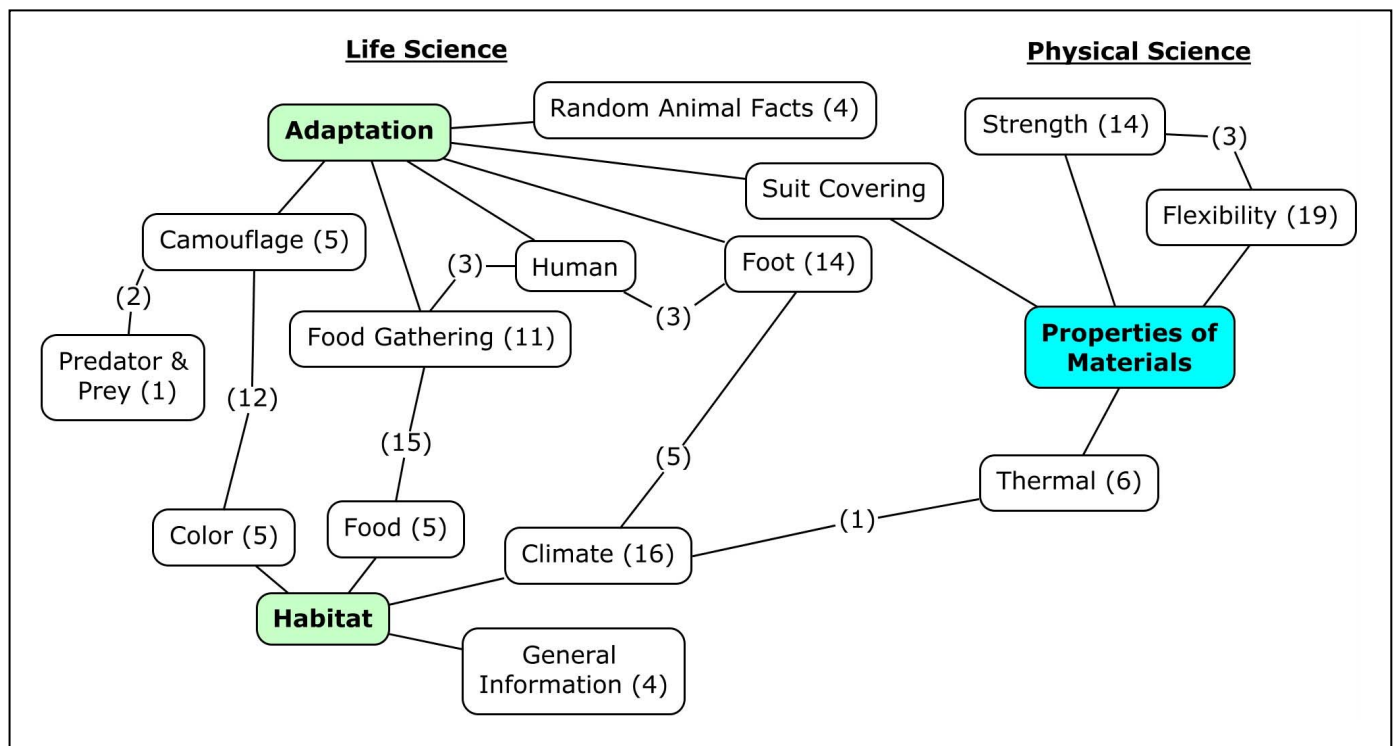 Life Science
Physical Science
Adaptation
Random Animal Facts (4)
Strength (14)
(3)
Suit Covering
Flexibility (19)
Camouflage (5)
(3)
Human
Foot (14)
(2)
(3)
Food Gathering (11)
Properties of
Materials
Predator &
Prey (1)
(12)
(15)
(5)
Thermal (6)
(1)
Color (5)
Food (5)
Climate (16)
Habitat
General
Information (4)